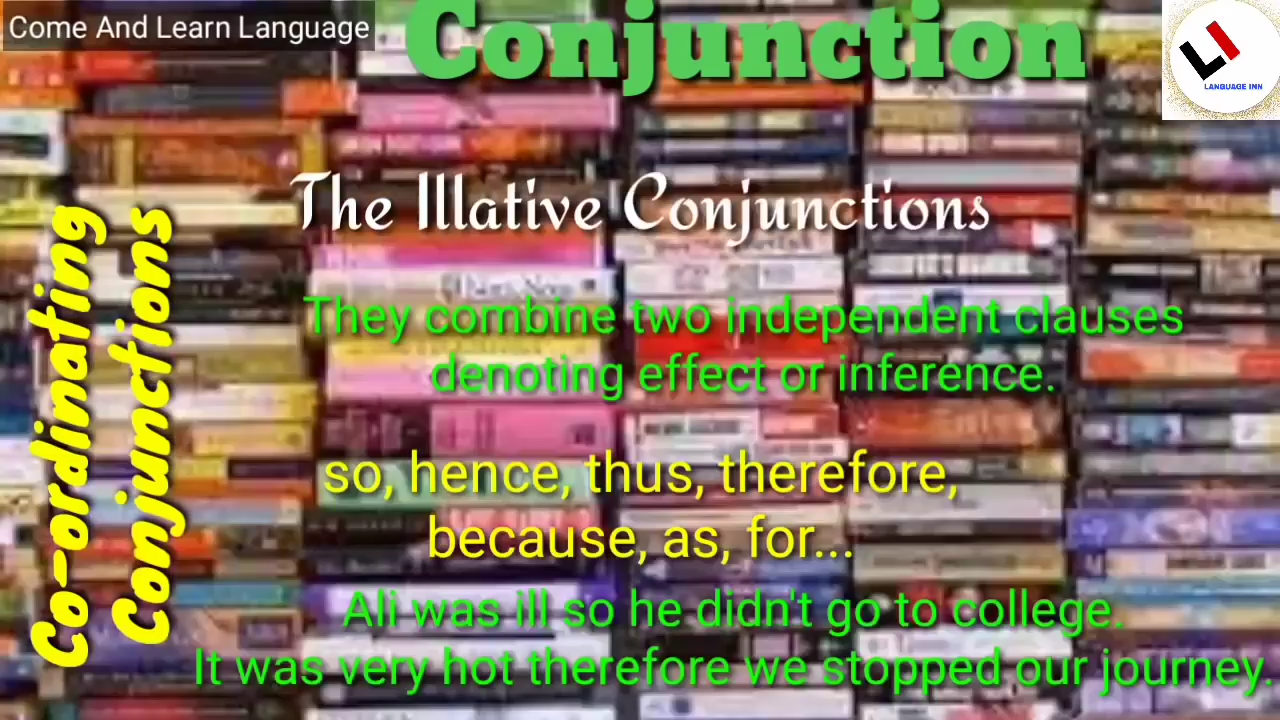 Come And Learn Language
Conjunction
LANGUAGE INN
The Illative Conjunctions
Co-ordinating
Conjunctions
They combine two independent clauses
denoting effect or inference.
so, hence, thus, therefore,
because, as, for...
Ali was ill so he didn't go to college.
It was very hot therefore we stopped our journey.